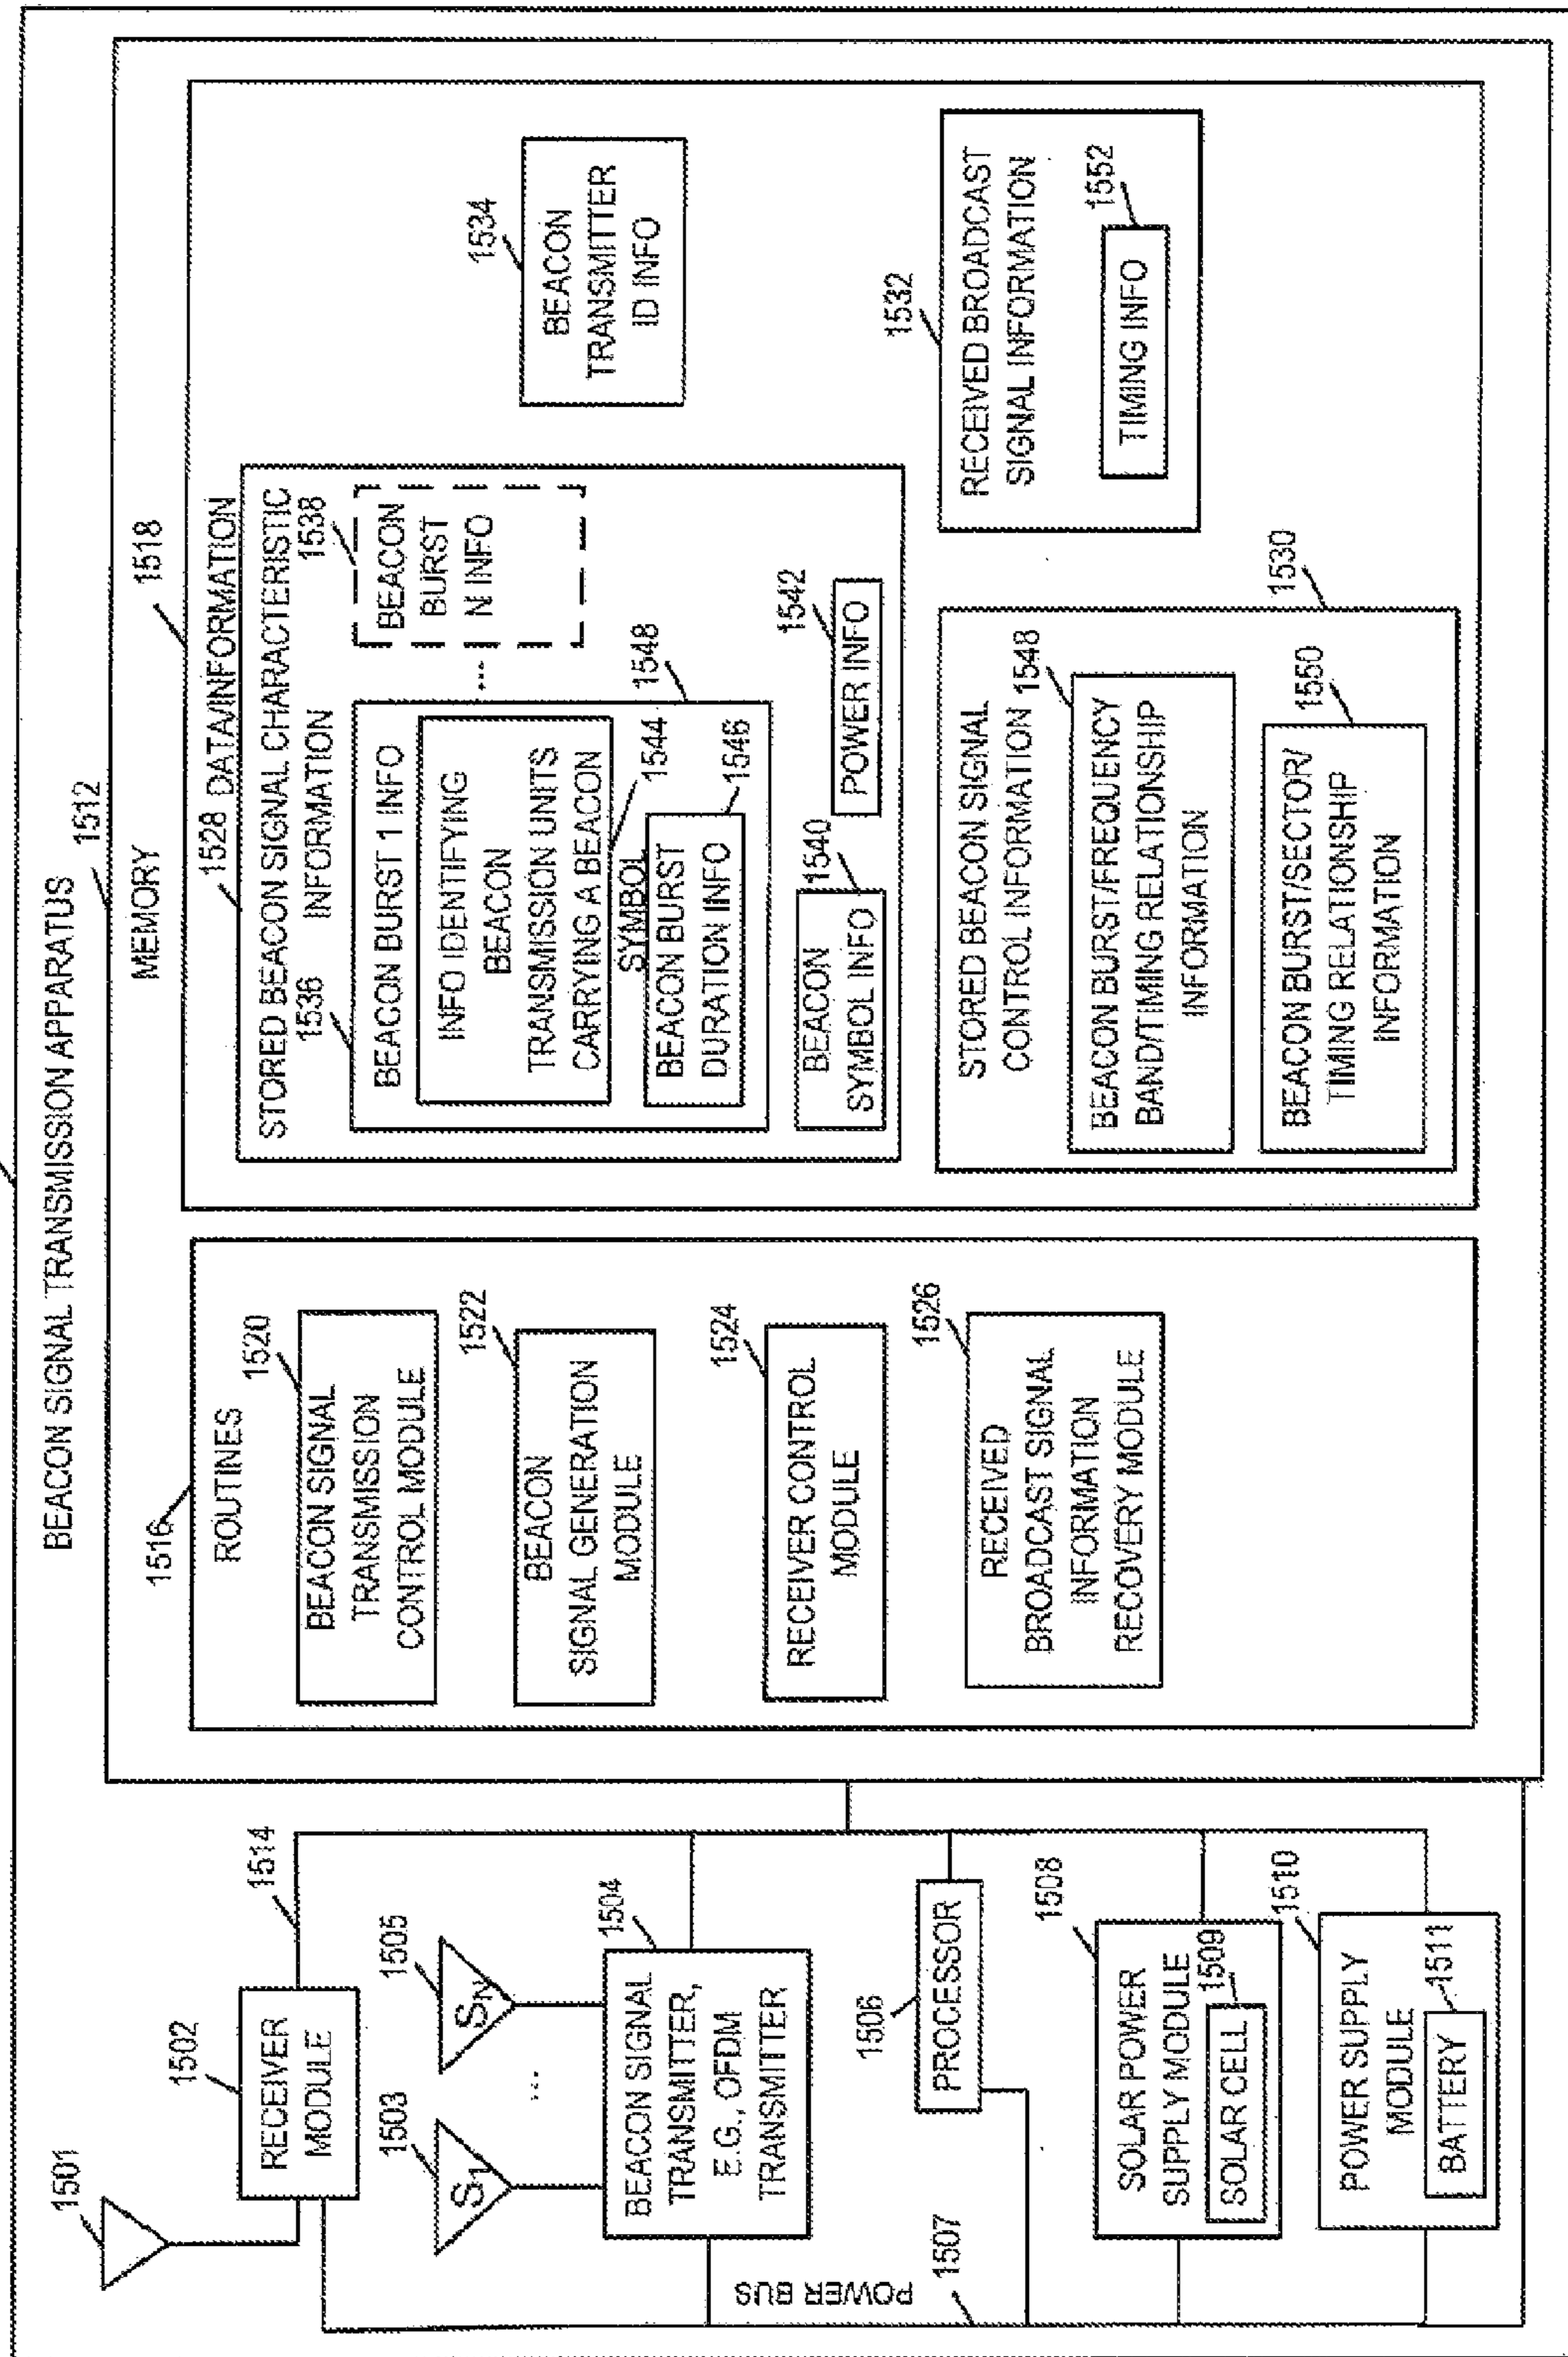 BEACON SIGNAL TRANSMISSION APPARATUS
1501
1502
RECEIVER
MODULE
1514
1503
S1
...
1505
SN
1504
BEACON SIGNAL
TRANSMITTER,
E.G., OFDM
TRANSMITTER
POWER BUS
1506
PROCESSOR
1507
1508
SOLAR POWER
SUPPLY MODULE
1509
SOLAR CELL
1510
POWER SUPPLY
MODULE
1511
BATTERY
1512
MEMORY
1516
ROUTINES
1520
BEACON SIGNAL
TRANSMISSION
CONTROL MODULE
1522
BEACON
SIGNAL GENERATION
MODULE
1524
RECEIVER CONTROL
MODULE
1526
RECEIVED
BROADCAST SIGNAL
INFORMATION
RECOVERY MODULE
1518
1528 DATA/INFORMATION
STORED BEACON SIGNAL CHARACTERISTIC
1536 INFORMATION 1538
BEACON BURST 1 INFO
INFO IDENTIFYING
BEACON
TRANSMISSION UNITS
CARRYING A BEACON
SYMBOL
1544
1548
BEACON BURST
DURATION INFO
1546
...
BEACON
BURST
N INFO
BEACON
SYMBOL INFO
1540
POWER INFO
1542
1534
BEACON
TRANSMITTER
ID INFO
1530
STORED BEACON SIGNAL
CONTROL INFORMATION 1548
BEACON BURST/FREQUENCY
BAND/TIMING RELATIONSHIP
INFORMATION
1550
BEACON BURST/SECTOR/
TIMING RELATIONSHIP
INFORMATION
1532
RECEIVED BROADCAST
SIGNAL INFORMATION
1552
TIMING INFO